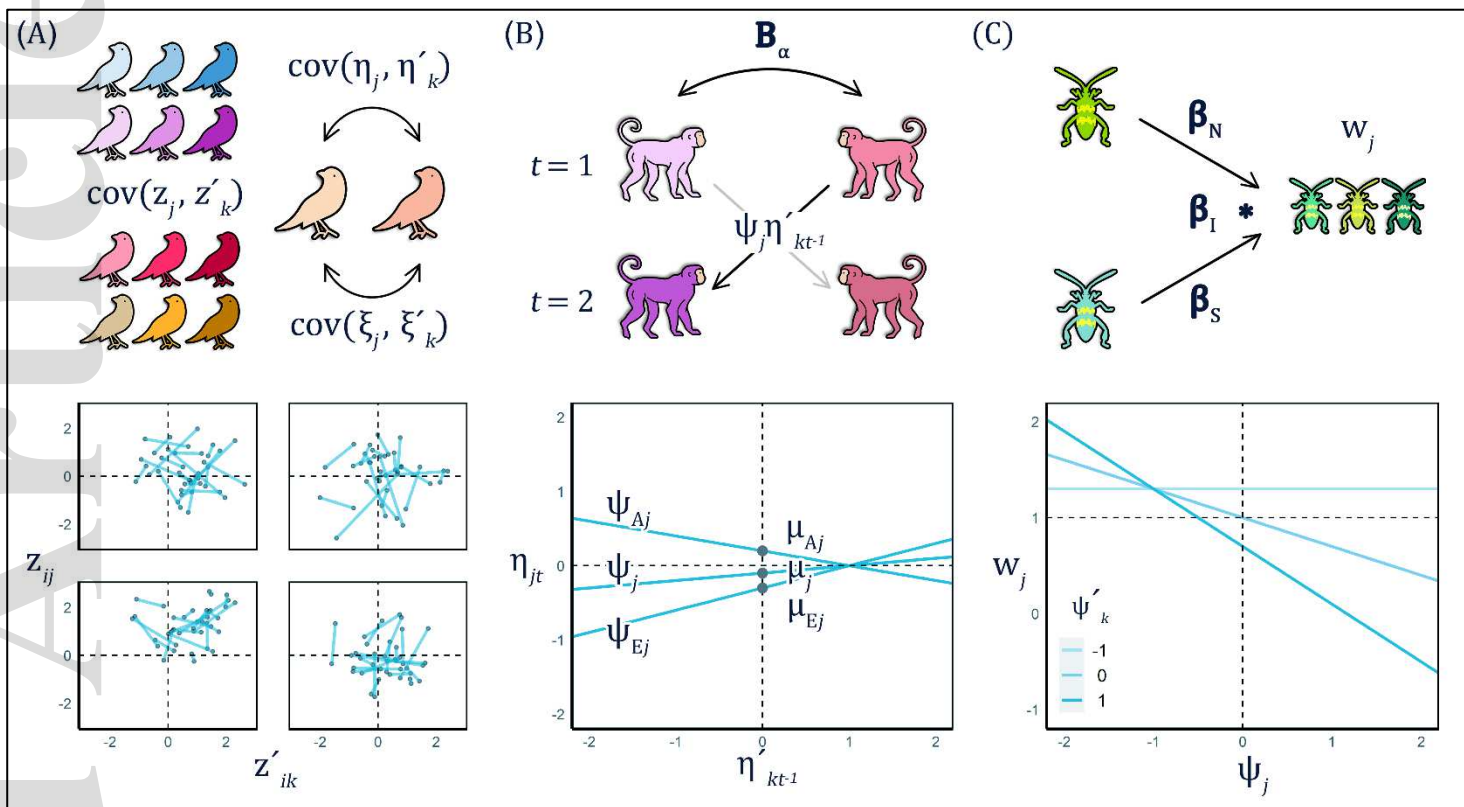 (A)
cov(η_j, η′_k)
cov(z_j, z′_k)
cov(ξ_j, ξ′_k)
2
0
-2
2
0
-2
z_ij
-2 0 2
-2 0 2
z′_ik
(B)
B_α
t = 1
ψ_j η′_kt-1
t = 2
2
1
0
-1
-2
η_jt
ψ_Aj
μ_Aj
ψ_j
μ_j
ψ_Ej
μ_Ej
-2 -1 0 1 2
η′_kt-1
(C)
β_N
w_j
β_I *
β_S
2
1
0
-1
w_j
ψ′_k
-1
0
1
-2 -1 0 1 2
ψ_j